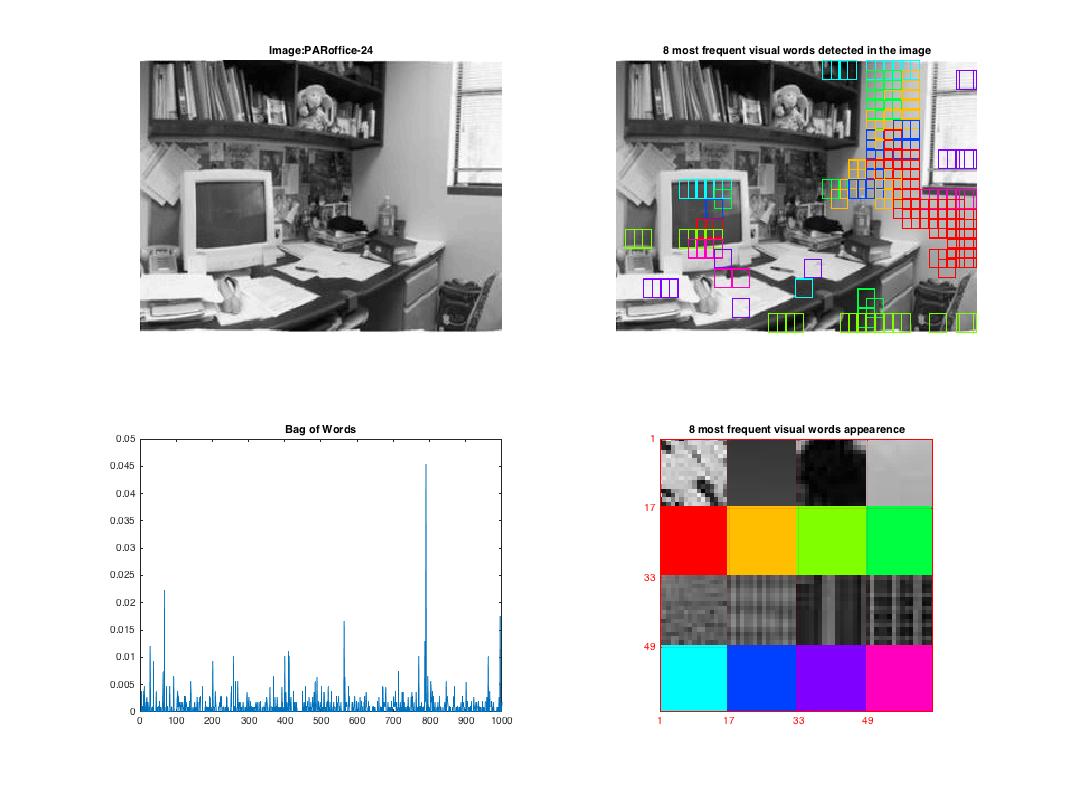 Image:PARoffice-24
8 most frequent visual words detected in the image
Bag of Words
0.05
0.045
0.04
0.035
0.03
0.025
0.02
0.015
0.01
0.005
0
0 100 200 300 400 500 600 700 800 900 1000
8 most frequent visual words appearence
1
17
33
49
1 17 33 49